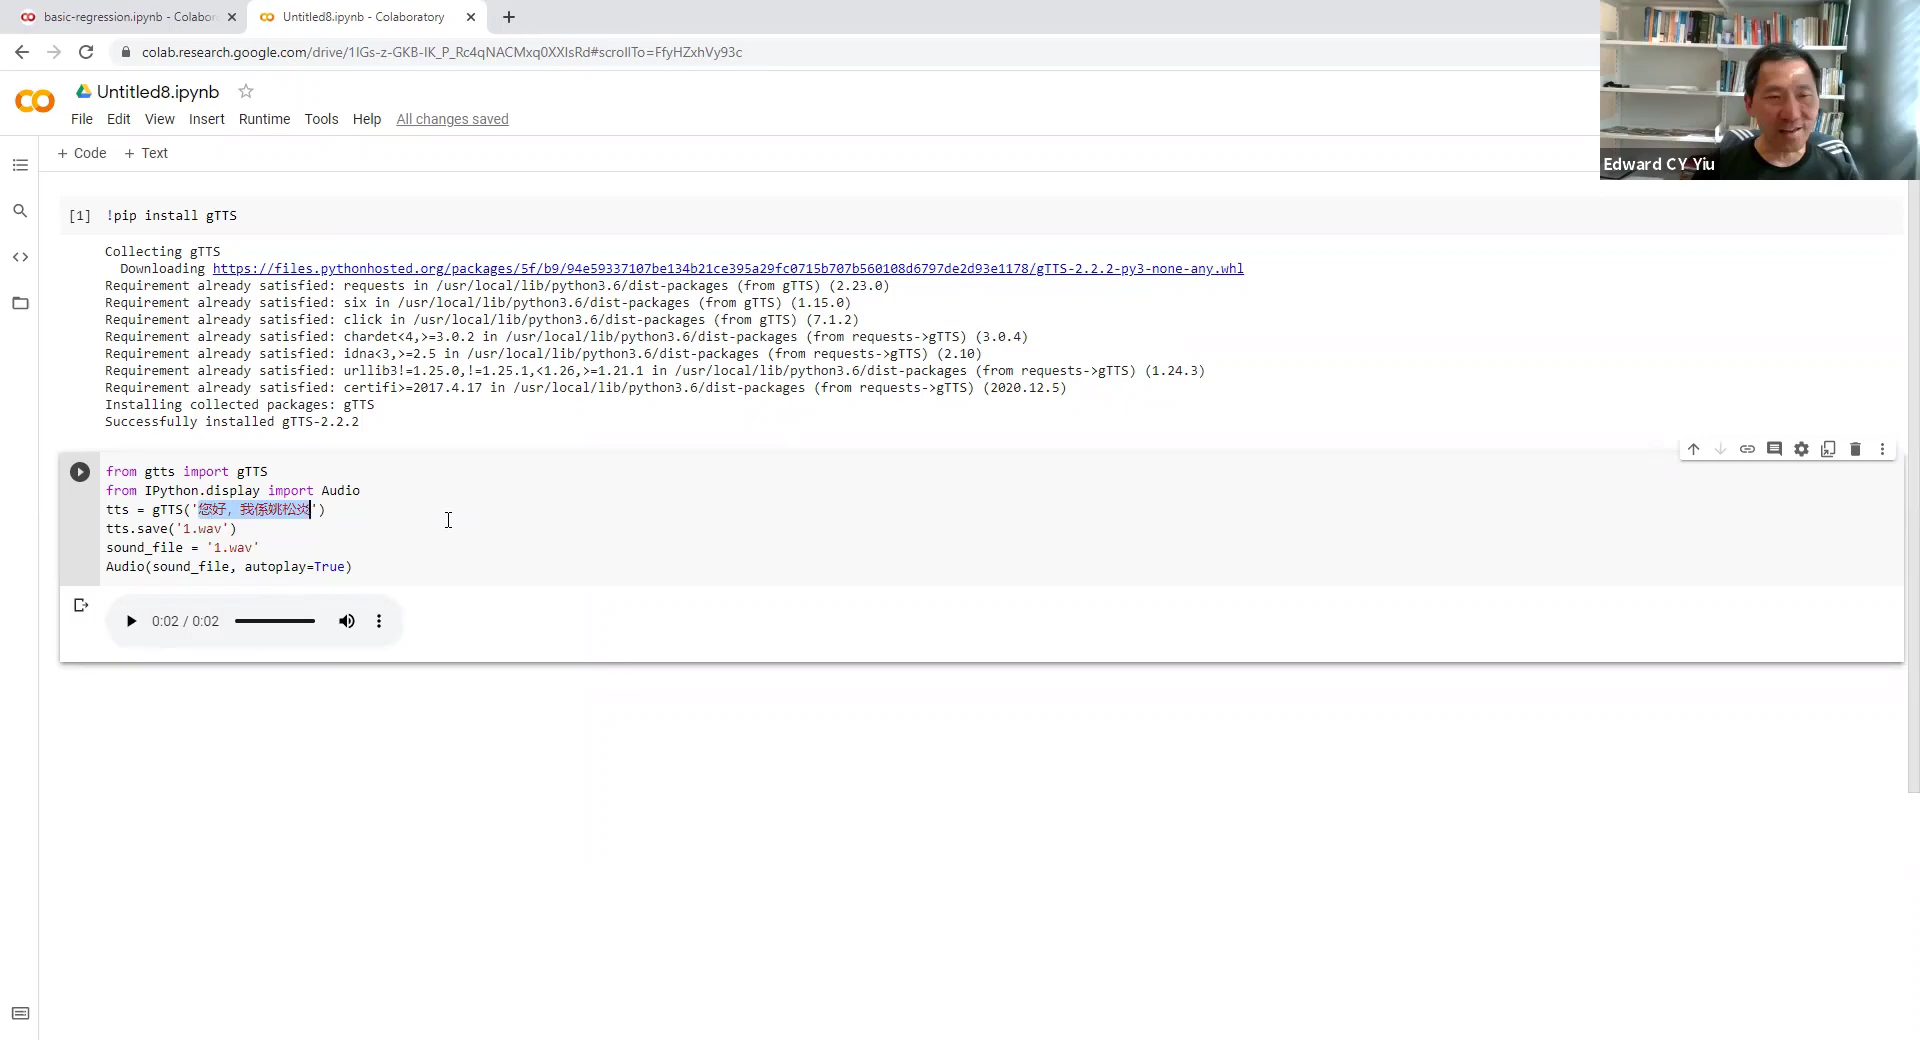 basic-regression.ipynb - Colabor
Untitled8.ipynb - Colaboratory
colab.research.google.com/drive/1IGs-z-GKB-IK_P_Rc4qNACMxq0XXIsRd#scrollTo=FfyHZxhVy93c
Untitled8.ipynb
File Edit View Insert Runtime Tools Help All changes saved
+ Code + Text
Edward CY Yiu
[1] !pip install gTTS
Collecting gTTS
Downloading https://files.pythonhosted.org/packages/5f/b9/94e59337107be134b21ce395a29fc0715b707b560108d6797de2d93e1178/gTTS-2.2.2-py3-none-any.whl
Requirement already satisfied: requests in /usr/local/lib/python3.6/dist-packages (from gTTS) (2.23.0)
Requirement already satisfied: six in /usr/local/lib/python3.6/dist-packages (from gTTS) (1.15.0)
Requirement already satisfied: click in /usr/local/lib/python3.6/dist-packages (from gTTS) (7.1.2)
Requirement already satisfied: chardet<4,>=3.0.2 in /usr/local/lib/python3.6/dist-packages (from requests->gTTS) (3.0.4)
Requirement already satisfied: idna<3,>=2.5 in /usr/local/lib/python3.6/dist-packages (from requests->gTTS) (2.10)
Requirement already satisfied: urllib3!=1.25.0,!=1.25.1,<1.26,>=1.21.1 in /usr/local/lib/python3.6/dist-packages (from requests->gTTS) (1.24.3)
Requirement already satisfied: certifi>=2017.4.17 in /usr/local/lib/python3.6/dist-packages (from requests->gTTS) (2020.12.5)
Installing collected packages: gTTS
Successfully installed gTTS-2.2.2
from gtts import gTTS
from IPython.display import Audio
tts = gTTS('您好，我係姚松炎')
tts.save('1.wav')
sound_file = '1.wav'
Audio(sound_file, autoplay=True)
0:02 / 0:02